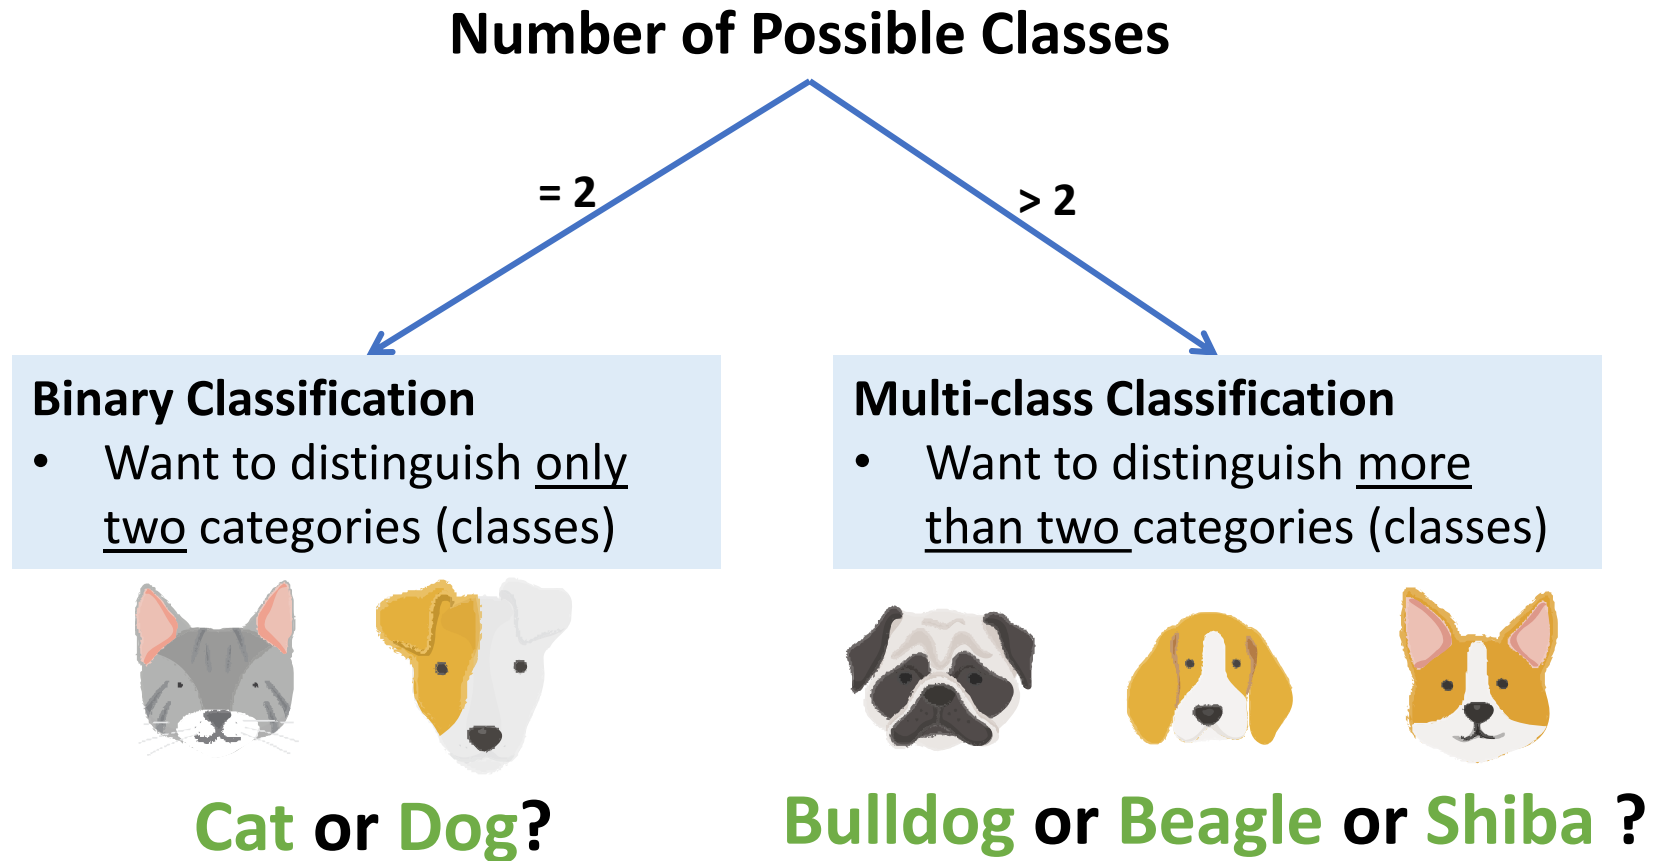 Number of Possible Classes
= 2
> 2
Binary Classification
• Want to distinguish only
two categories (classes)
Multi-class Classification
• Want to distinguish more
than two categories (classes)
Cat or Dog?
Bulldog or Beagle or Shiba ?